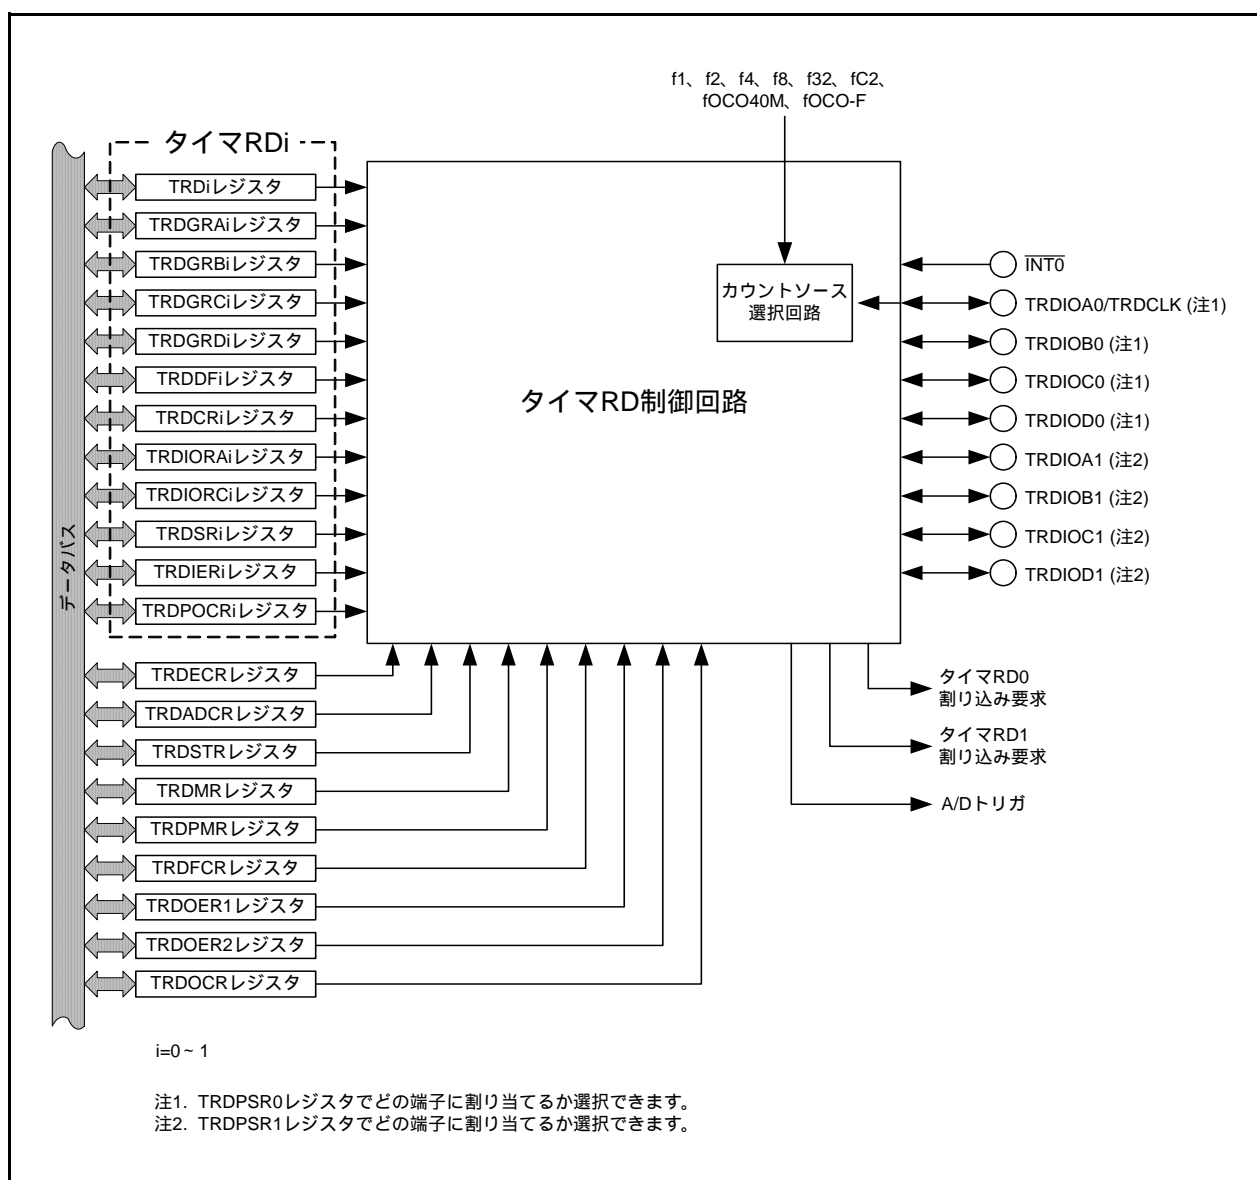 f1、f2、f4、f8、f32、fC2、
fOCO40M、fOCO-F
タイマRDi
TRDiレジスタ
TRDGRAiレジスタ
TRDGRBiレジスタ
TRDGRCiレジスタ
TRDGRDiレジスタ
TRDDFiレジスタ
TRDCRiレジスタ
TRDIORAiレジスタ
TRDIORCiレジスタ
TRDSRiレジスタ
TRDIERiレジスタ
TRDPOCRiレジスタ
データバス
TRDECRレジスタ
TRDADCRレジスタ
TRDSTRレジスタ
TRDMRレジスタ
TRDPMRレジスタ
TRDFCRレジスタ
TRDOER1レジスタ
TRDOER2レジスタ
TRDOCRレジスタ
タイマRD制御回路
カウントソース
選択回路
INT0
TRDIOA0/TRDCLK (注1)
TRDIOB0 (注1)
TRDIOC0 (注1)
TRDIOD0 (注1)
TRDIOA1 (注2)
TRDIOB1 (注2)
TRDIOC1 (注2)
TRDIOD1 (注2)
タイマRD0
割り込み要求
タイマRD1
割り込み要求
A/Dトリガ
i=0~1
注1. TRDPSR0レジスタでどの端子に割り当てるか選択できます。
注2. TRDPSR1レジスタでどの端子に割り当てるか選択できます。